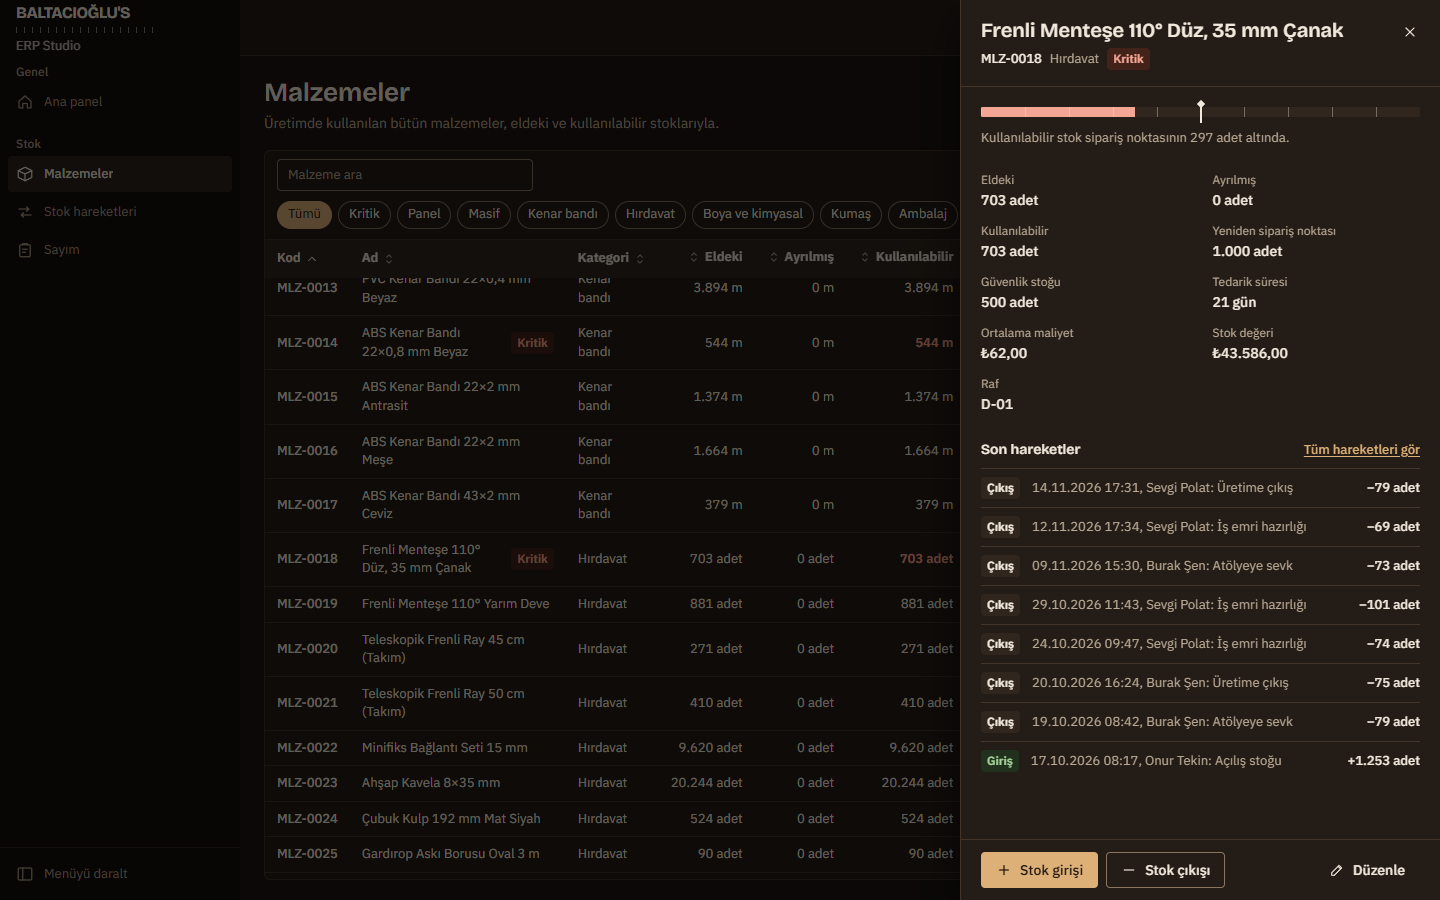 BALTACIOĞLU'S
ERP Studio
Genel
Ana panel
Stok
Malzemeler
Stok hareketleri
Sayım
Menüyü daralt
Malzemeler
Üretimde kullanılan bütün malzemeler, eldeki ve kullanılabilir stoklarıyla.
Malzeme ara
Tümü Kritik Panel Masif Kenar bandı Hırdavat Boya ve kimyasal Kumaş Ambalaj
Kod Ad Kategori Eldeki Ayrılmış Kullanılabilir
MLZ-0013 PVC Kenar Bandı 22×0,4 mm Beyaz Kenar bandı 3.894 m 0 m 3.894 m
MLZ-0014 ABS Kenar Bandı 22×0,8 mm Beyaz Kritik Kenar bandı 544 m 0 m 544 m
MLZ-0015 ABS Kenar Bandı 22×2 mm Antrasit Kenar bandı 1.374 m 0 m 1.374 m
MLZ-0016 ABS Kenar Bandı 22×2 mm Meşe Kenar bandı 1.664 m 0 m 1.664 m
MLZ-0017 ABS Kenar Bandı 43×2 mm Ceviz Kenar bandı 379 m 0 m 379 m
MLZ-0018 Frenli Menteşe 110° Düz, 35 mm Çanak Kritik Hırdavat 703 adet 0 adet 703 adet
MLZ-0019 Frenli Menteşe 110° Yarım Deve Hırdavat 881 adet 0 adet 881 adet
MLZ-0020 Teleskopik Frenli Ray 45 cm (Takım) Hırdavat 271 adet 0 adet 271 adet
MLZ-0021 Teleskopik Frenli Ray 50 cm (Takım) Hırdavat 410 adet 0 adet 410 adet
MLZ-0022 Minifiks Bağlantı Seti 15 mm Hırdavat 9.620 adet 0 adet 9.620 adet
MLZ-0023 Ahşap Kavela 8×35 mm Hırdavat 20.244 adet 0 adet 20.244 adet
MLZ-0024 Çubuk Kulp 192 mm Mat Siyah Hırdavat 524 adet 0 adet 524 adet
MLZ-0025 Gardırop Askı Borusu Oval 3 m Hırdavat 90 adet 0 adet 90 adet
Frenli Menteşe 110° Düz, 35 mm Çanak
MLZ-0018 Hırdavat Kritik
Kullanılabilir stok sipariş noktasının 297 adet altında.
Eldeki Ayrılmış
703 adet 0 adet
Kullanılabilir Yeniden sipariş noktası
703 adet 1.000 adet
Güvenlik stoğu Tedarik süresi
500 adet 21 gün
Ortalama maliyet Stok değeri
₺62,00 ₺43.586,00
Raf
D-01
Son hareketler Tüm hareketleri gör
Çıkış 14.11.2026 17:31, Sevgi Polat: Üretime çıkış −79 adet
Çıkış 12.11.2026 17:34, Sevgi Polat: İş emri hazırlığı −69 adet
Çıkış 09.11.2026 15:30, Burak Şen: Atölyeye sevk −73 adet
Çıkış 29.10.2026 11:43, Sevgi Polat: İş emri hazırlığı −101 adet
Çıkış 24.10.2026 09:47, Sevgi Polat: İş emri hazırlığı −74 adet
Çıkış 20.10.2026 16:24, Burak Şen: Üretime çıkış −75 adet
Çıkış 19.10.2026 08:42, Burak Şen: Atölyeye sevk −79 adet
Giriş 17.10.2026 08:17, Onur Tekin: Açılış stoğu +1.253 adet
Stok girişi Stok çıkışı Düzenle